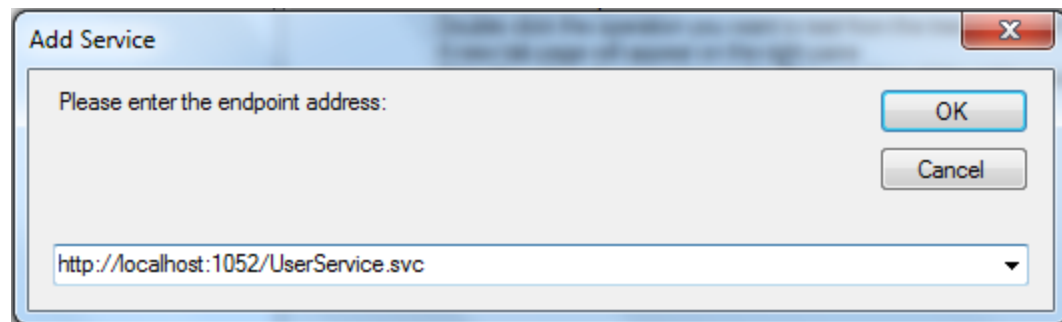 Add Service
Please enter the endpoint address:
OK
Cancel
http://localhost:1052/UserService.svc